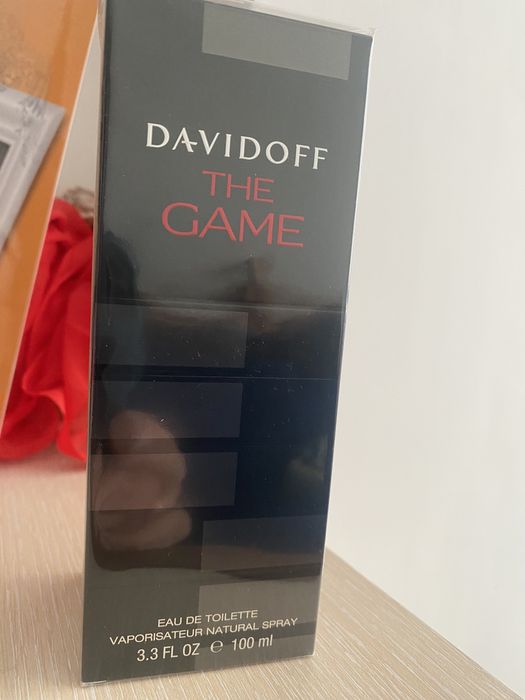 DAVIDOFF
THE
GAME
EAU DE TOILETTE
VAPORISATEUR NATURAL SPRAY
3.3 FL OZ ℮ 100 ml